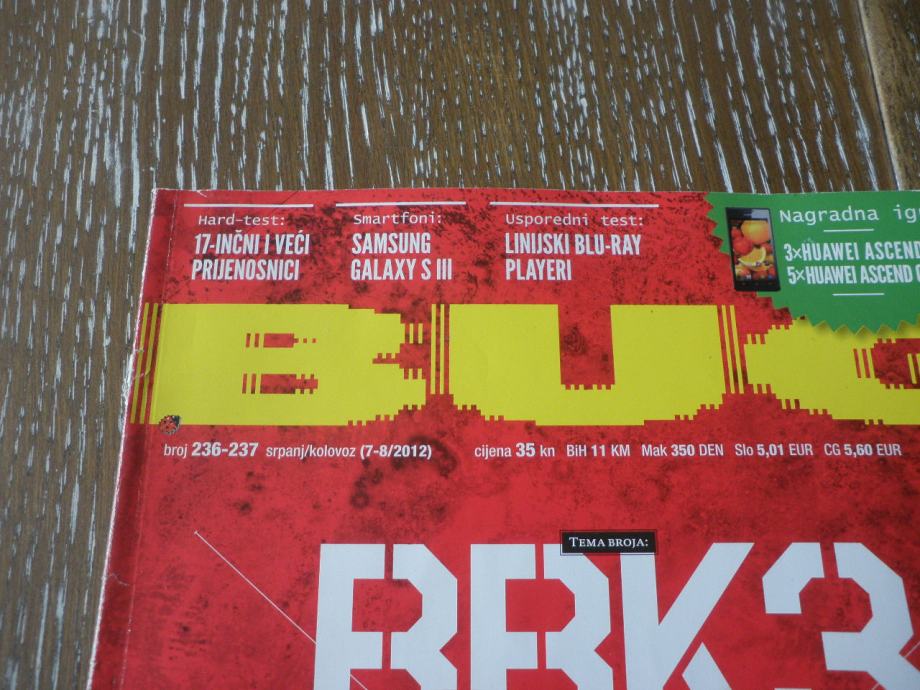 Hard-test:
17-INČNI I VEĆI
PRIJENOSNICI
Smartfoni:
SAMSUNG
GALAXY S III
Usporedni test:
LINIJSKI BLU-RAY
PLAYERI
Nagradna ig
3×HUAWEI ASCEND
5×HUAWEI ASCEND
BUG
broj 236-237 srpanj/kolovoz (7-8/2012) cijena 35 kn BiH 11 KM Mak 350 DEN Slo 5,01 EUR CG 5,60 EUR
TEMA BROJA: